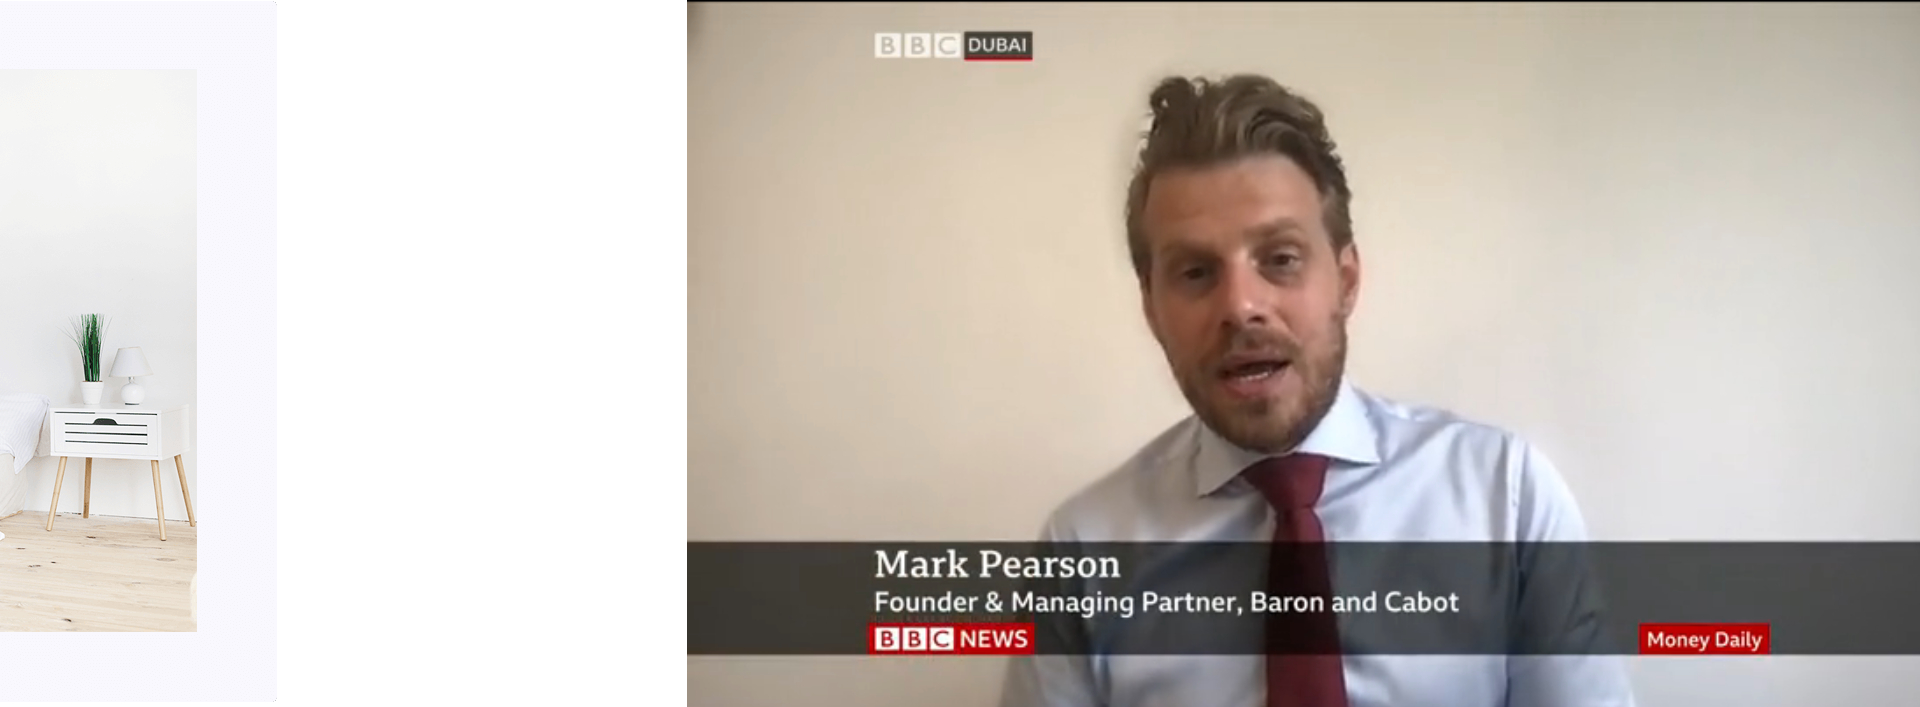 BBC DUBAI
Mark Pearson
Founder & Managing Partner, Baron and Cabot
BBC NEWS
Money Daily